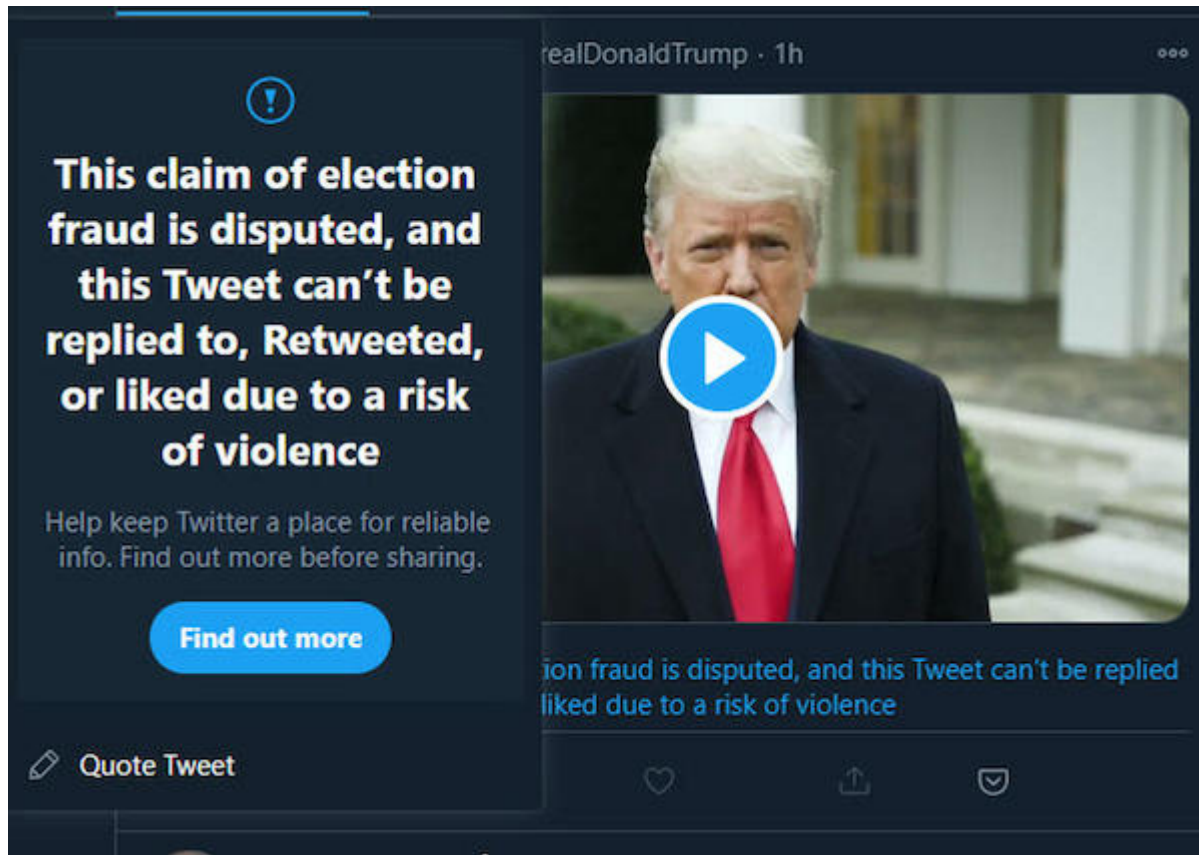 This claim of election
fraud is disputed, and
this Tweet can’t be
replied to, Retweeted,
or liked due to a risk
of violence
Help keep Twitter a place for reliable
info. Find out more before sharing.
Find out more
Quote Tweet
realDonaldTrump · 1h
fraud is disputed, and this Tweet can’t be replied
liked due to a risk of violence